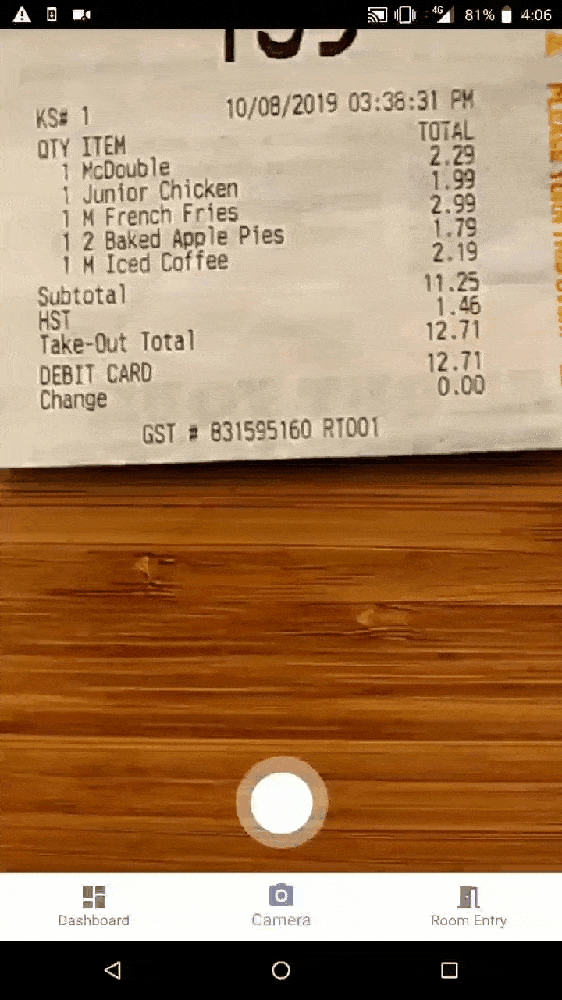 4G 81% 4:06
KS# 1 10/08/2019 03:38:31 PM
QTY ITEM TOTAL
1 McDouble 2.29
1 Junior Chicken 1.99
1 M French Fries 2.99
1 2 Baked Apple Pies 1.79
1 M Iced Coffee 2.19
Subtotal 11.25
HST 1.46
Take-Out Total 12.71
DEBIT CARD 12.71
Change 0.00
GST # 831595160 RT001
Dashboard
Camera
Room Entry